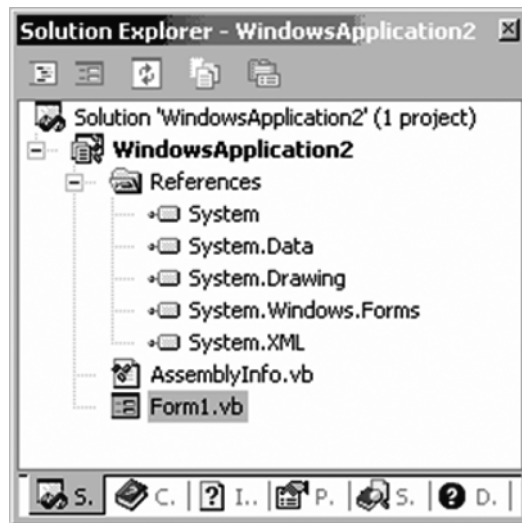 Solution Explorer - WindowsApplication2
Solution 'WindowsApplication2' (1 project)
WindowsApplication2
References
System
System.Data
System.Drawing
System.Windows.Forms
System.XML
AssemblyInfo.vb
Form1.vb
S. C. I.. P. S. D.